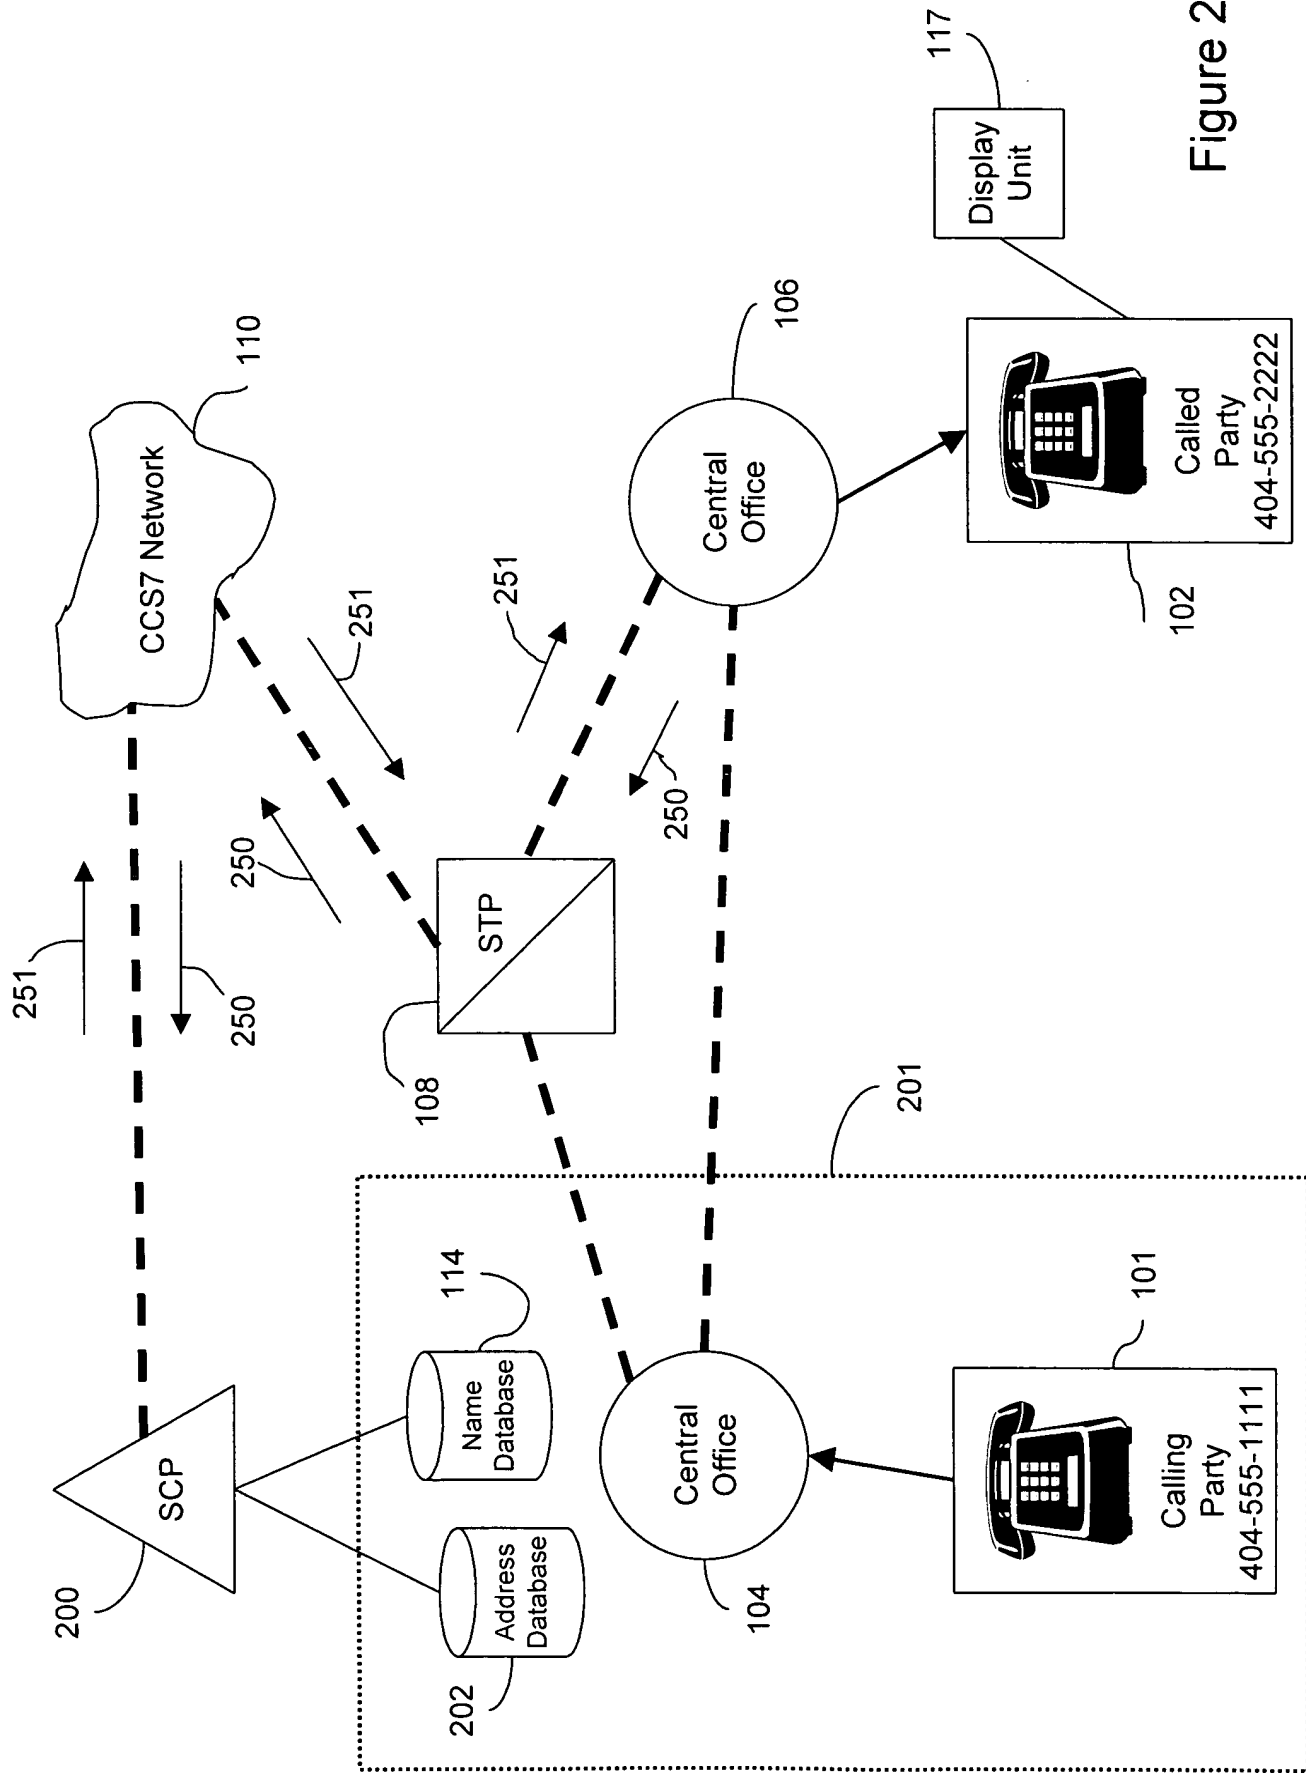 200
SCP
251
250
CCS7 Network
110
202
Address
Database
Name
Database
114
108
STP
250
251
251
250
104
Central
Office
201
Central
Office
106
Calling
Party
404-555-1111
101
102
Called
Party
404-555-2222
Display
Unit
117
Figure 2